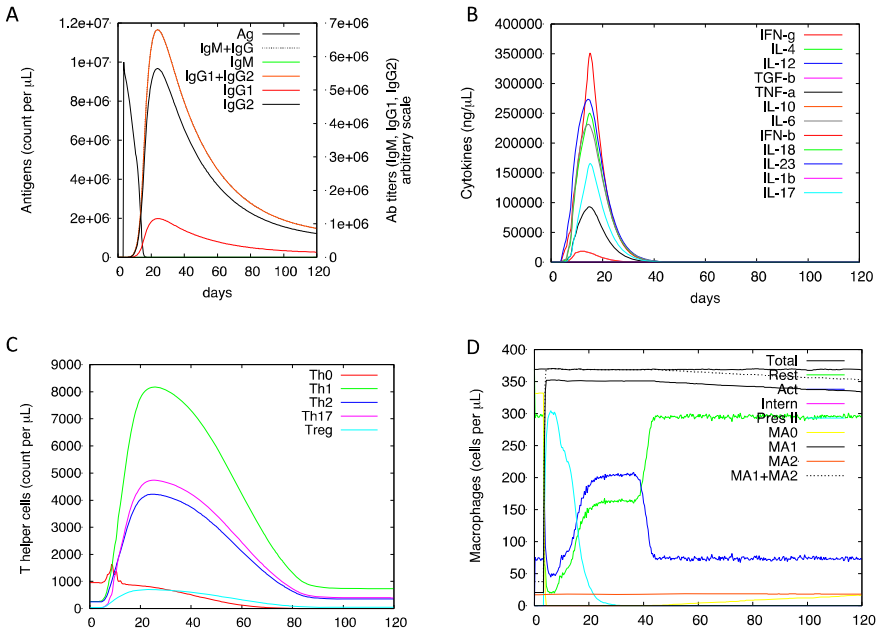 A
Ag
IgM+IgG
IgM
IgG1+IgG2
IgG1
IgG2
1.2e+07
1e+07
8e+06
6e+06
4e+06
2e+06
0
7e+06
6e+06
5e+06
4e+06
3e+06
2e+06
1e+06
0
0 20 40 60 80 100 120
days
Antigens (count per µL)
Ab titers (IgM, IgG1, IgG2)
arbitrary scale
B
IFN-g
IL-4
IL-12
TGF-b
TNF-a
IL-10
IL-6
IFN-b
IL-18
IL-23
IL-1b
IL-17
400000
350000
300000
250000
200000
150000
100000
50000
0
0 20 40 60 80 100 120
days
Cytokines (ng/µL)
C
Th0
Th1
Th2
Th17
Treg
9000
8000
7000
6000
5000
4000
3000
2000
1000
0
0 20 40 60 80 100 120
T helper cells (count per µL)
D
Total
Rest
Act
Intern
Pres II
MA0
MA1
MA2
MA1+MA2
400
350
300
250
200
150
100
50
0
0 20 40 60 80 100 120
Macrophages (cells per µL)